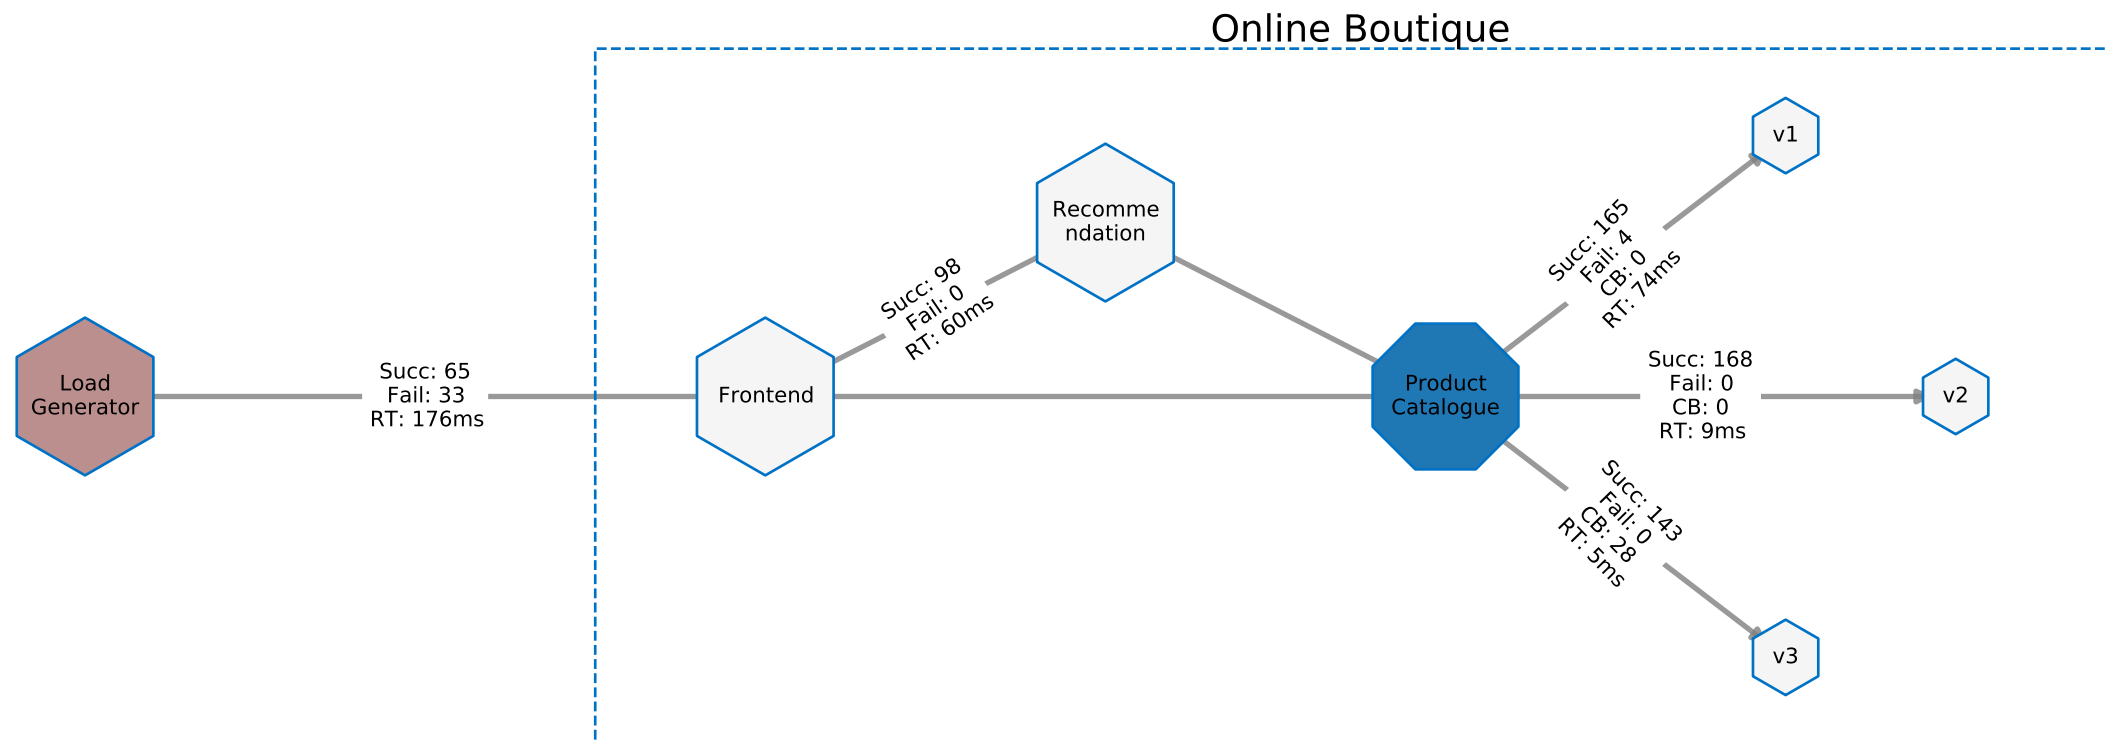 Online Boutique
v1
Recomme
ndation
Succ: 165
Fail: 4
CB: 0
RT: 74ms
Succ: 98
Fail: 0
RT: 60ms
Load
Generator
Succ: 65
Fail: 33
RT: 176ms
Frontend
Product
Catalogue
Succ: 168
Fail: 0
CB: 0
RT: 9ms
v2
Succ: 143
Fail: 0
CB: 28
RT: 5ms
v3